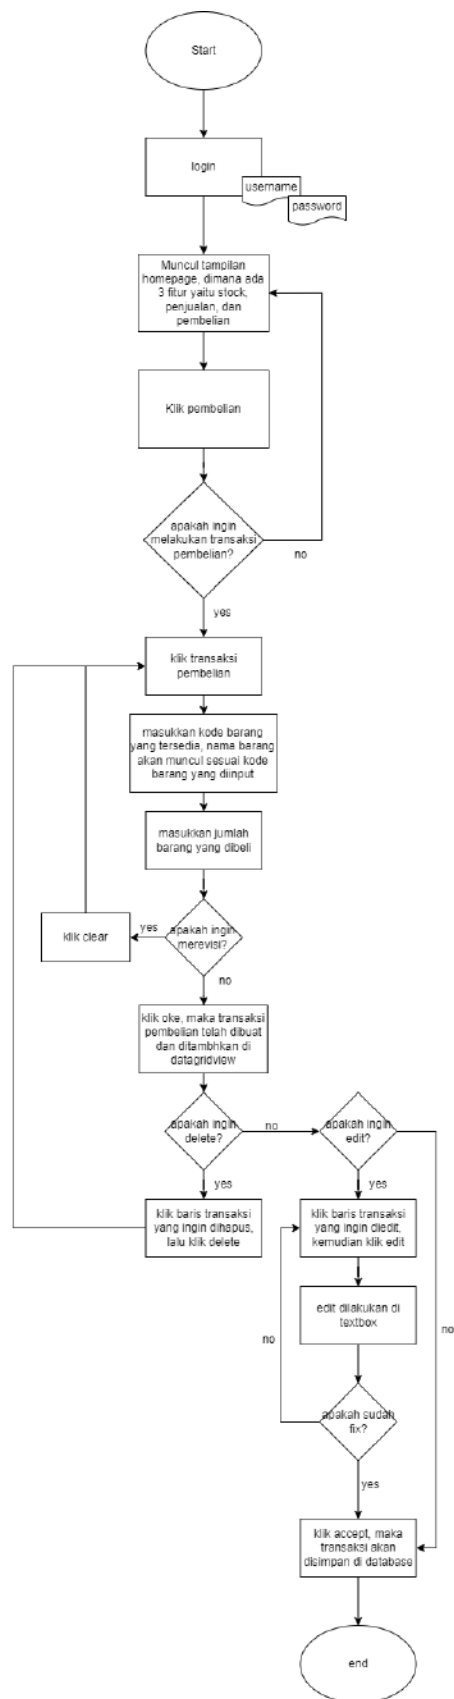 Start
login
username
password
Muncul tampilan
homepage, dimana ada
3 fitur yaitu stock,
penjualan, dan
pembelian
Klik pembelian
apakah ingin
melakukan transaksi
pembelian?
no
yes
klik transaksi
pembelian
masukkan kode barang
yang tersedia, nama barang
akan muncul sesuai kode
barang yang diinput
masukkan jumlah
barang yang dibeli
apakah ingin
merevisi?
yes
klik clear
no
klik oke, maka transaksi
pembelian telah dibuat
dan ditambhkan di
datagridview
apakah ingin
delete?
no
apakah ingin
edit?
yes
yes
klik baris transaksi
yang ingin dihapus,
lalu klik delete
klik baris transaksi
yang ingin diedit,
kemudian klik edit
edit dilakukan di
textbox
no
no
apakah sudah
fix?
yes
klik accept, maka
transaksi akan
disimpan di database
end